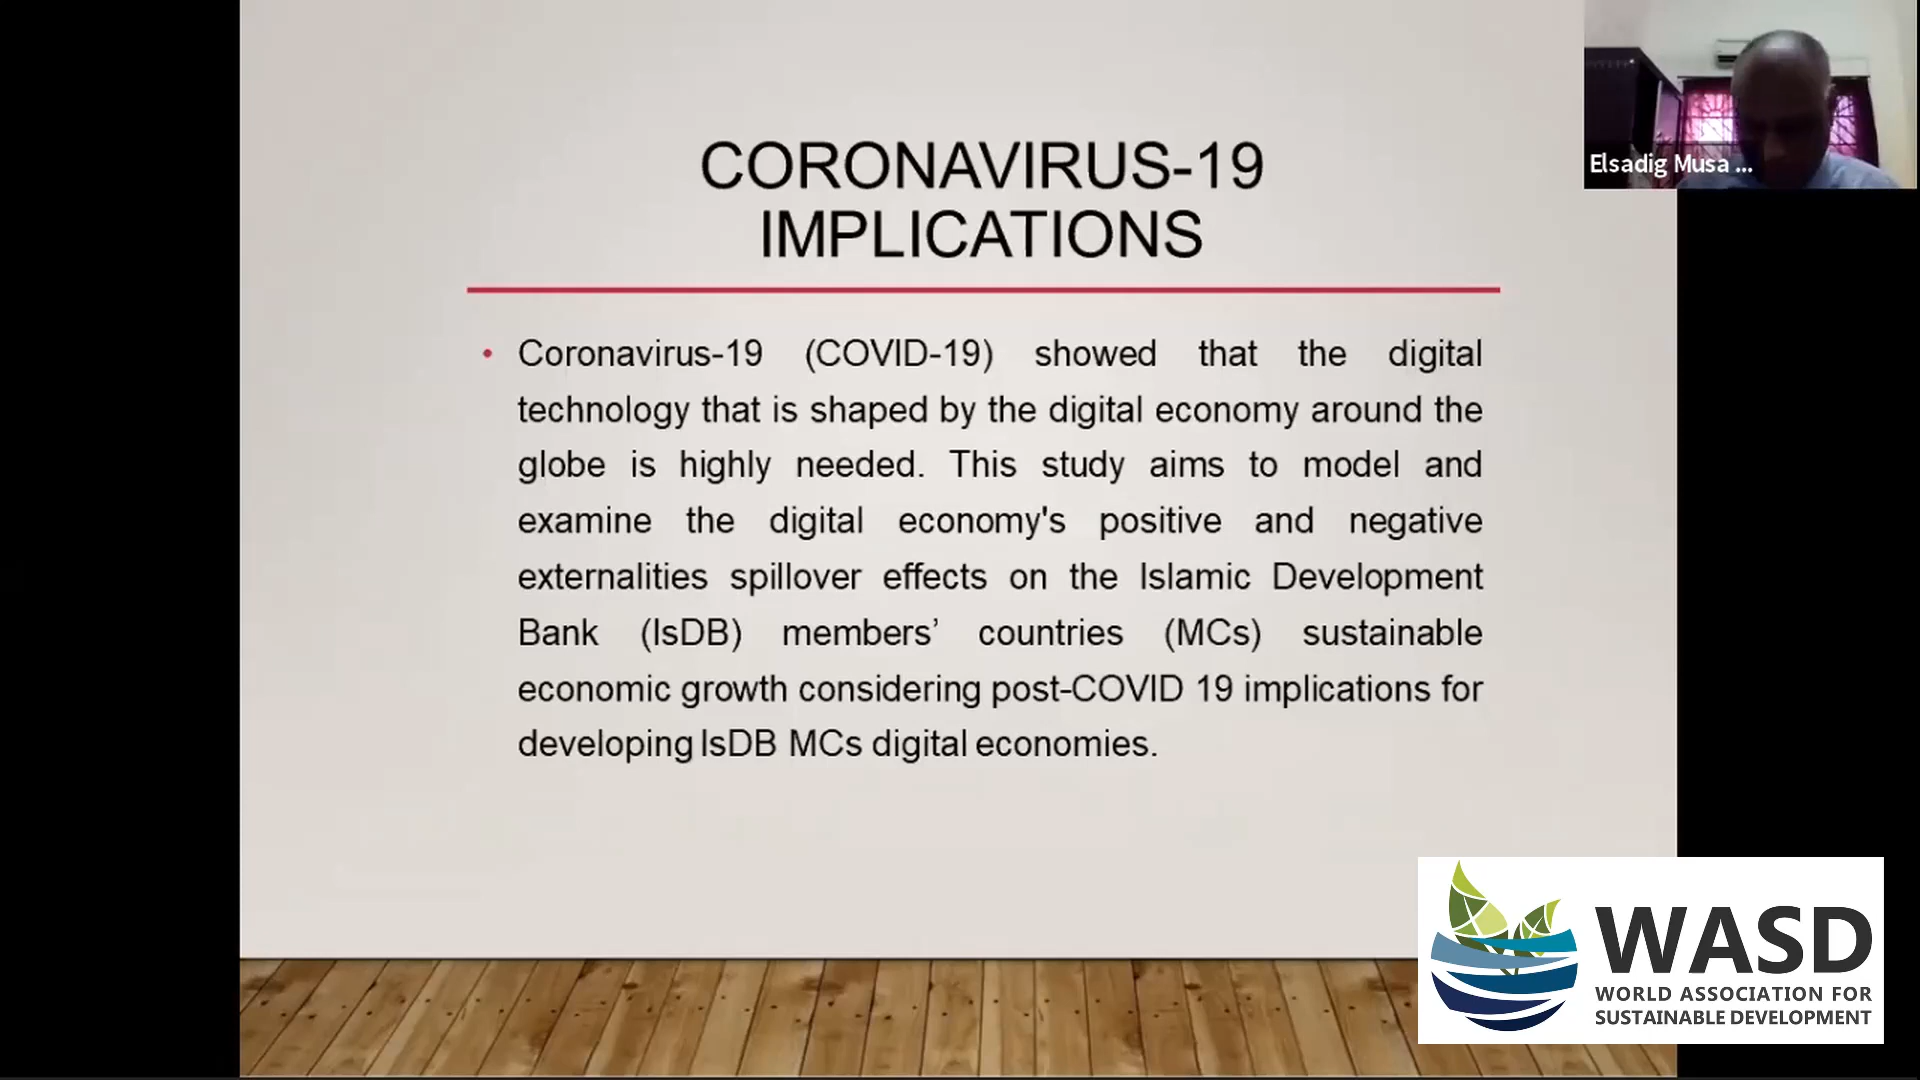 CORONAVIRUS-19
IMPLICATIONS
Elsadig Musa ...
• Coronavirus-19 (COVID-19) showed that the digital
technology that is shaped by the digital economy around the
globe is highly needed. This study aims to model and
examine the digital economy's positive and negative
externalities spillover effects on the Islamic Development
Bank (IsDB) members’ countries (MCs) sustainable
economic growth considering post-COVID 19 implications for
developing IsDB MCs digital economies.
WASD
WORLD ASSOCIATION FOR
SUSTAINABLE DEVELOPMENT